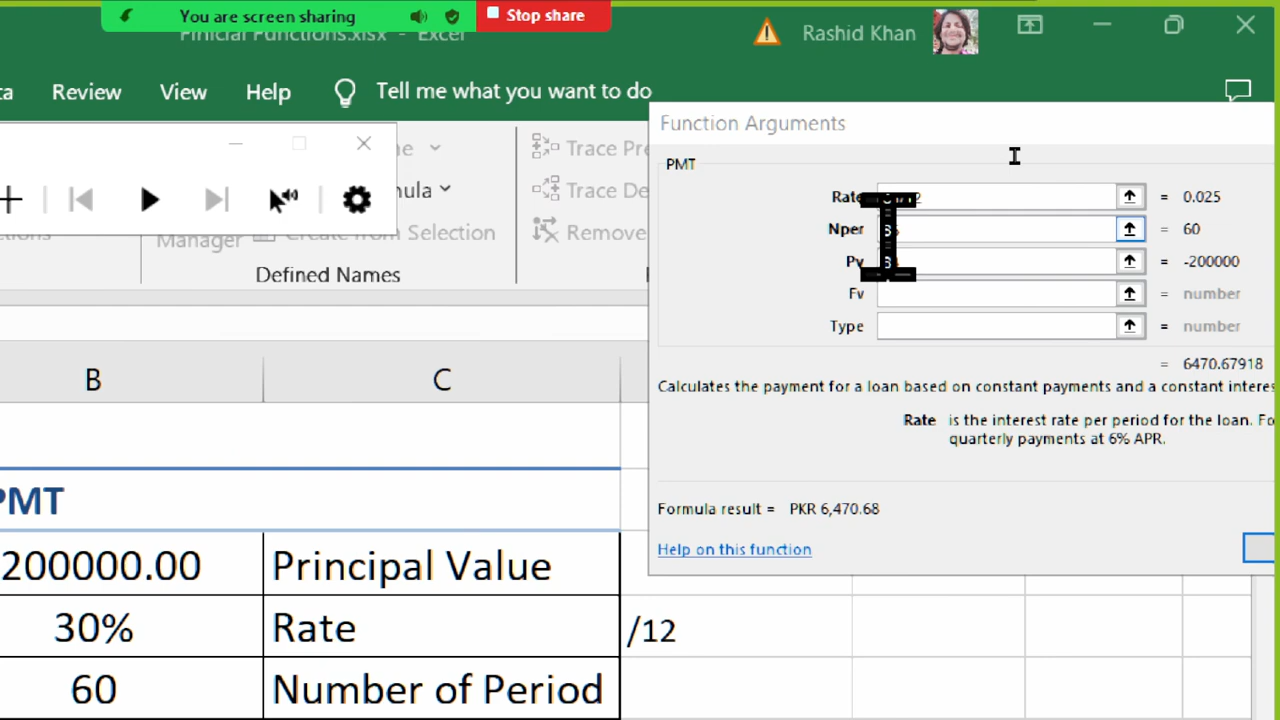 You are screen sharing
Stop share
Finicial Functions.xlsx - Excel
Rashid Khan
Review View Help Tell me what you want to do
Function Arguments
PMT
Rate = 0.025
Nper = 60
Pv = -200000
Fv = number
Type = number
= 6470.67918
Calculates the payment for a loan based on constant payments and a constant
Rate is the interest rate per period for the loan.
quarterly payments at 6% APR.
Formula result = PKR 6,470.68
Help on this function
Trace
Trace
Manager Create from Selection Remove
Defined Names
B C
PMT
200000.00 Principal Value
30% Rate /12
60 Number of Period